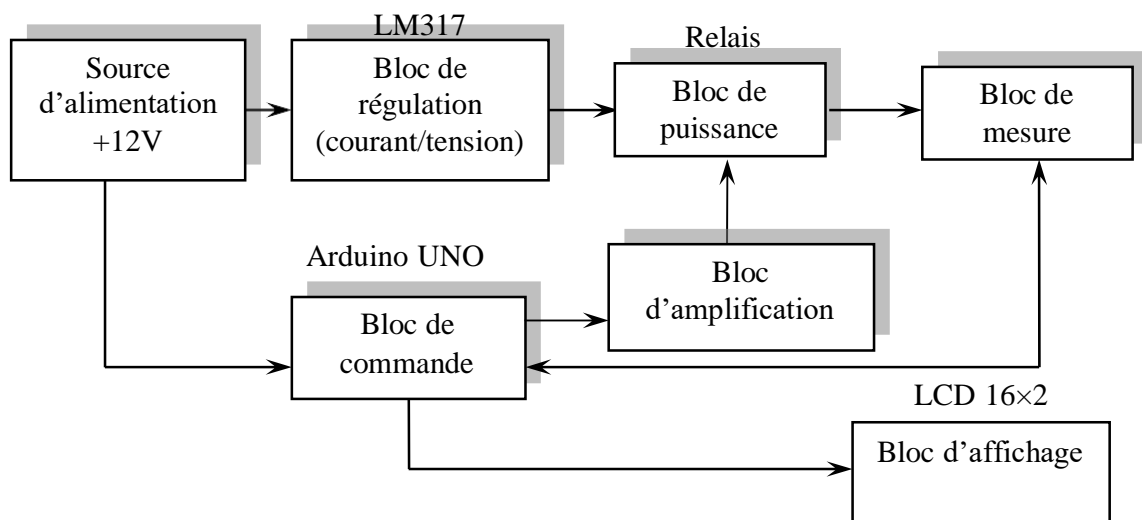 LM317
Relais
Source
d’alimentation
+12V
Bloc de
régulation
(courant/tension)
Bloc de
puissance
Bloc de
mesure
Arduino UNO
Bloc de
commande
Bloc
d’amplification
LCD 16×2
Bloc d’affichage